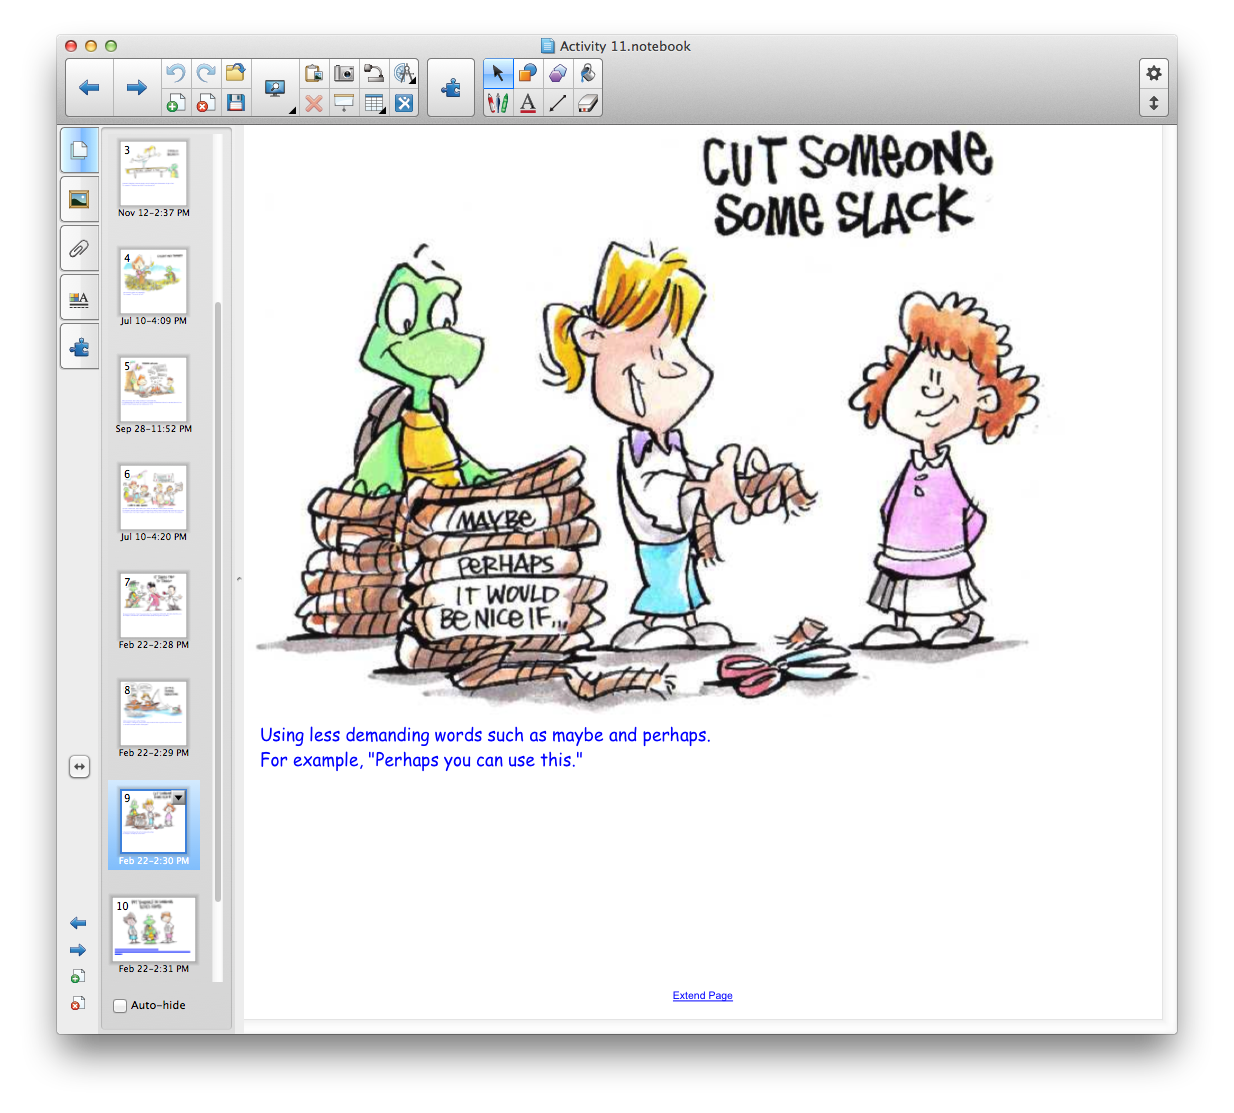 Activity 11.notebook
A
A
3
Nov 12-2:37 PM
4
Jul 10-4:09 PM
5
Sep 28-11:52 PM
6
Jul 10-4:20 PM
7
Feb 22-2:28 PM
8
Feb 22-2:29 PM
9
Feb 22-2:30 PM
10
Feb 22-2:31 PM
Auto-hide
CUT SOMEONE
SOME SLACK
MAYBE
PERHAPS
IT WOULD
BE NICE IF...
Using less demanding words such as maybe and perhaps.
For example, "Perhaps you can use this."
Extend Page